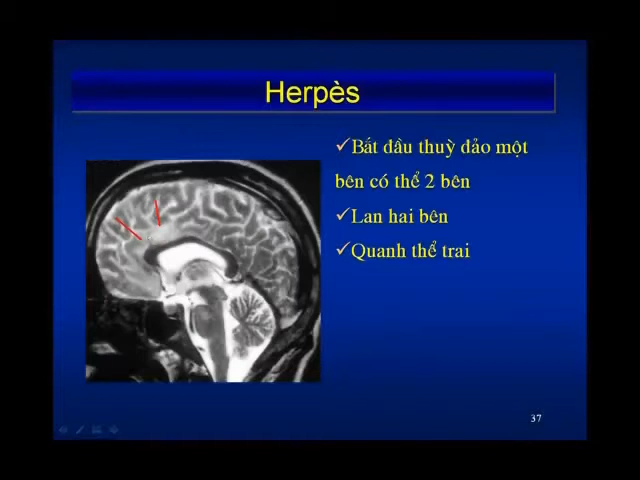 Herpès
Bắt đầu thuỳ đảo một
bên có thể 2 bên
Lan hai bên
Quanh thể trai
37